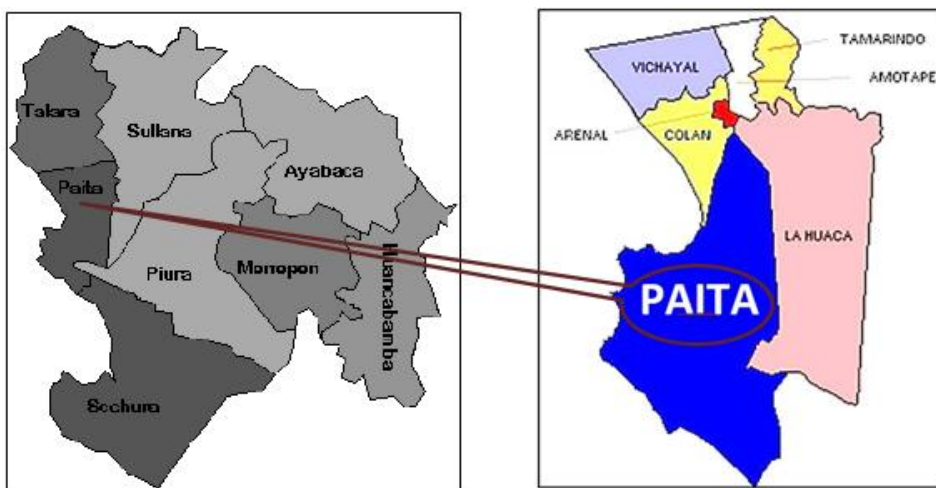 Talara
Sullana
Ayabaca
Paita
Piura
Morropon
Huancabamba
Sechura
TAMARINDO
VICHAYAL
AMOTAPE
ARENAL
COLAN
LA HUACA
PAITA